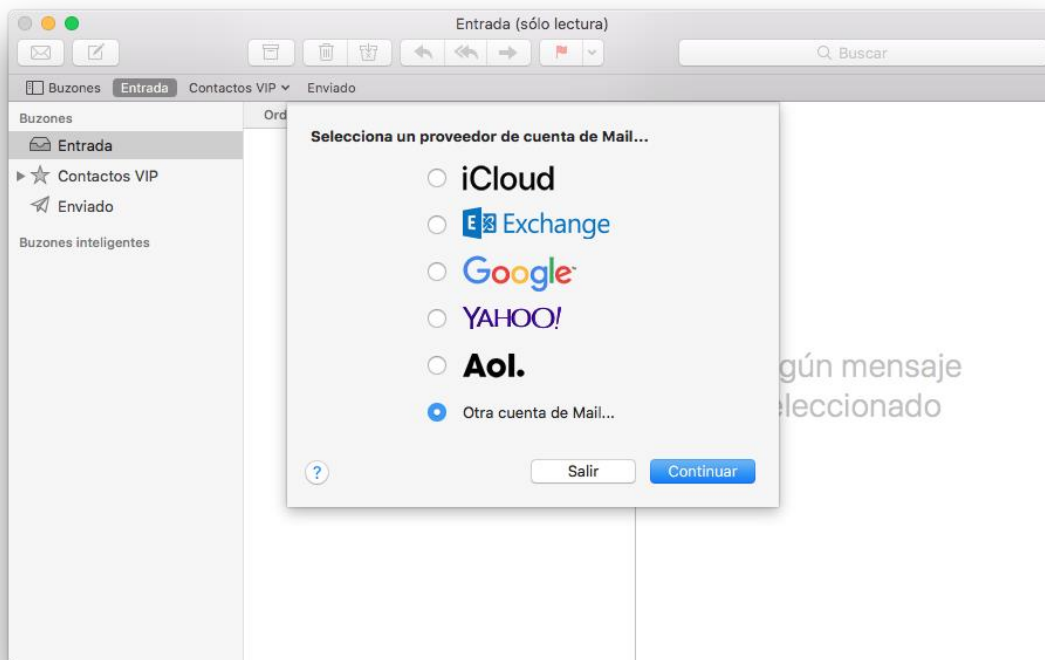 Entrada (sólo lectura)
Buscar
Buzones Entrada Contactos VIP Enviado
Buzones
Entrada
Contactos VIP
Enviado
Buzones inteligentes
Ord
Selecciona un proveedor de cuenta de Mail...
iCloud
E Exchange
Google™
YAHOO!
Aol.
Otra cuenta de Mail...
? Salir Continuar
gún mensaje
eleccionado